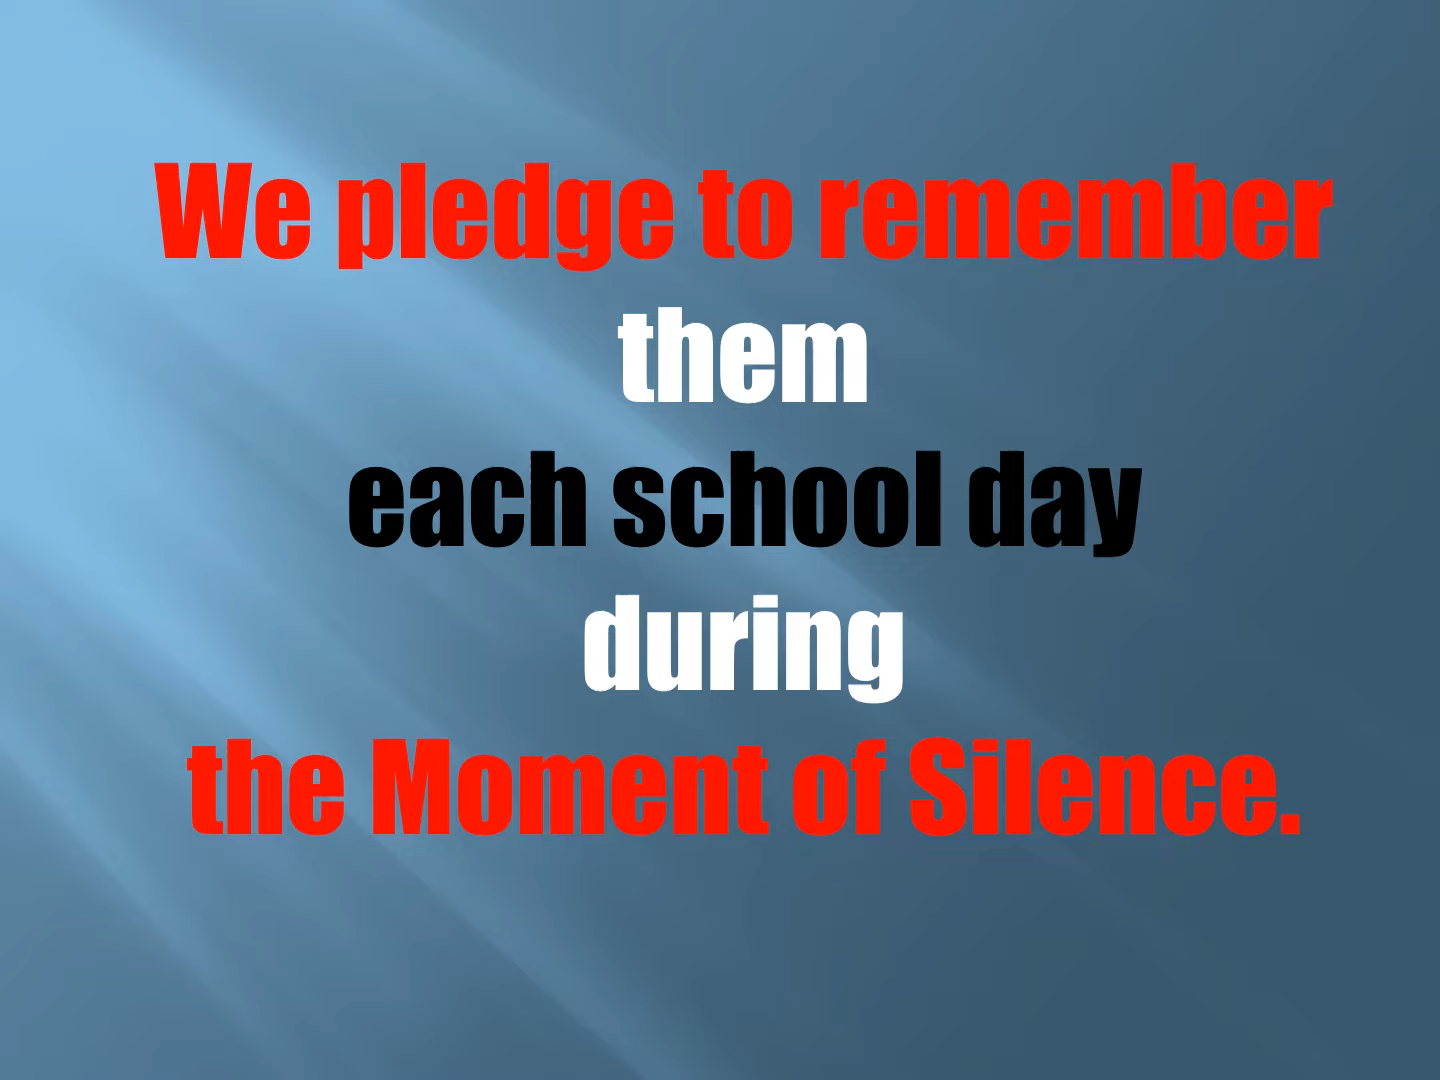 We pledge to remember
them
each school day
during
the Moment of Silence.